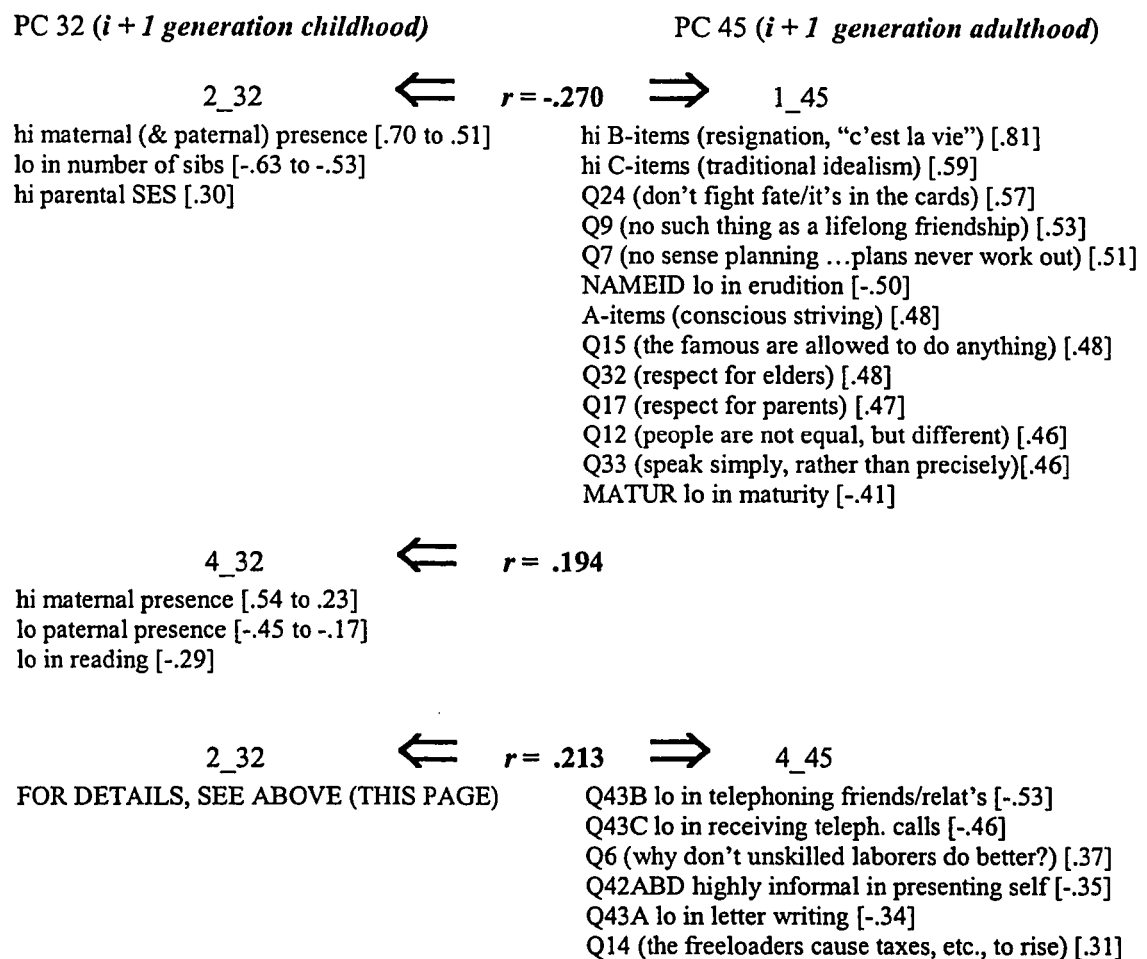 PC 32 (i + 1 generation childhood) PC 45 (i + 1 generation adulthood)
2_32 ⇐ r = -.270 ⇒ 1_45
hi maternal (& paternal) presence [.70 to .51]
lo in number of sibs [-.63 to -.53]
hi parental SES [.30]
hi B-items (resignation, “c’est la vie”) [.81]
hi C-items (traditional idealism) [.59]
Q24 (don’t fight fate/it’s in the cards) [.57]
Q9 (no such thing as a lifelong friendship) [.53]
Q7 (no sense planning …plans never work out) [.51]
NAMEID lo in erudition [-.50]
A-items (conscious striving) [.48]
Q15 (the famous are allowed to do anything) [.48]
Q32 (respect for elders) [.48]
Q17 (respect for parents) [.47]
Q12 (people are not equal, but different) [.46]
Q33 (speak simply, rather than precisely)[.46]
MATUR lo in maturity [-.41]
4_32 ⇐ r = .194
hi maternal presence [.54 to .23]
lo paternal presence [-.45 to -.17]
lo in reading [-.29]
2_32 ⇐ r = .213 ⇒ 4_45
FOR DETAILS, SEE ABOVE (THIS PAGE)
Q43B lo in telephoning friends/relat’s [-.53]
Q43C lo in receiving teleph. calls [-.46]
Q6 (why don’t unskilled laborers do better?) [.37]
Q42ABD highly informal in presenting self [-.35]
Q43A lo in letter writing [-.34]
Q14 (the freeloaders cause taxes, etc., to rise) [.31]